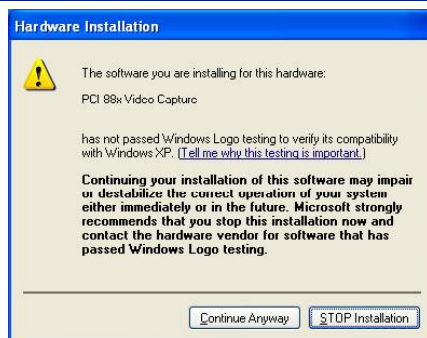 Hardware Installation
The software you are installing for this hardware:
PCI 88x Video Capture
has not passed Windows Logo testing to verify its compatibility
with Windows XP. (Tell me why this testing is important.)
Continuing your installation of this software may impair
or destabilize the correct operation of your system
either immediately or in the future. Microsoft strongly
recommends that you stop this installation now and
contact the hardware vendor for software that has
passed Windows Logo testing.
Continue Anyway
STOP Installation